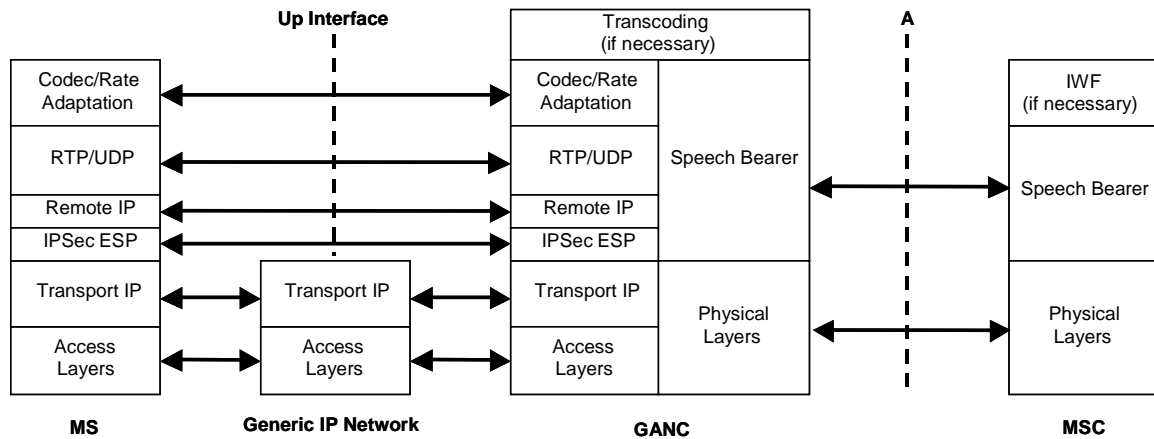 Up Interface
Transcoding
(if necessary)
A
Codec/Rate
Adaptation
Codec/Rate
Adaptation
IWF
(if necessary)
RTP/UDP
RTP/UDP
Speech Bearer
Speech Bearer
Remote IP
Remote IP
IPSec ESP
IPSec ESP
Transport IP
Transport IP
Transport IP
Physical
Layers
Physical
Layers
Access
Layers
Access
Layers
Access
Layers
MS
Generic IP Network
GANC
MSC